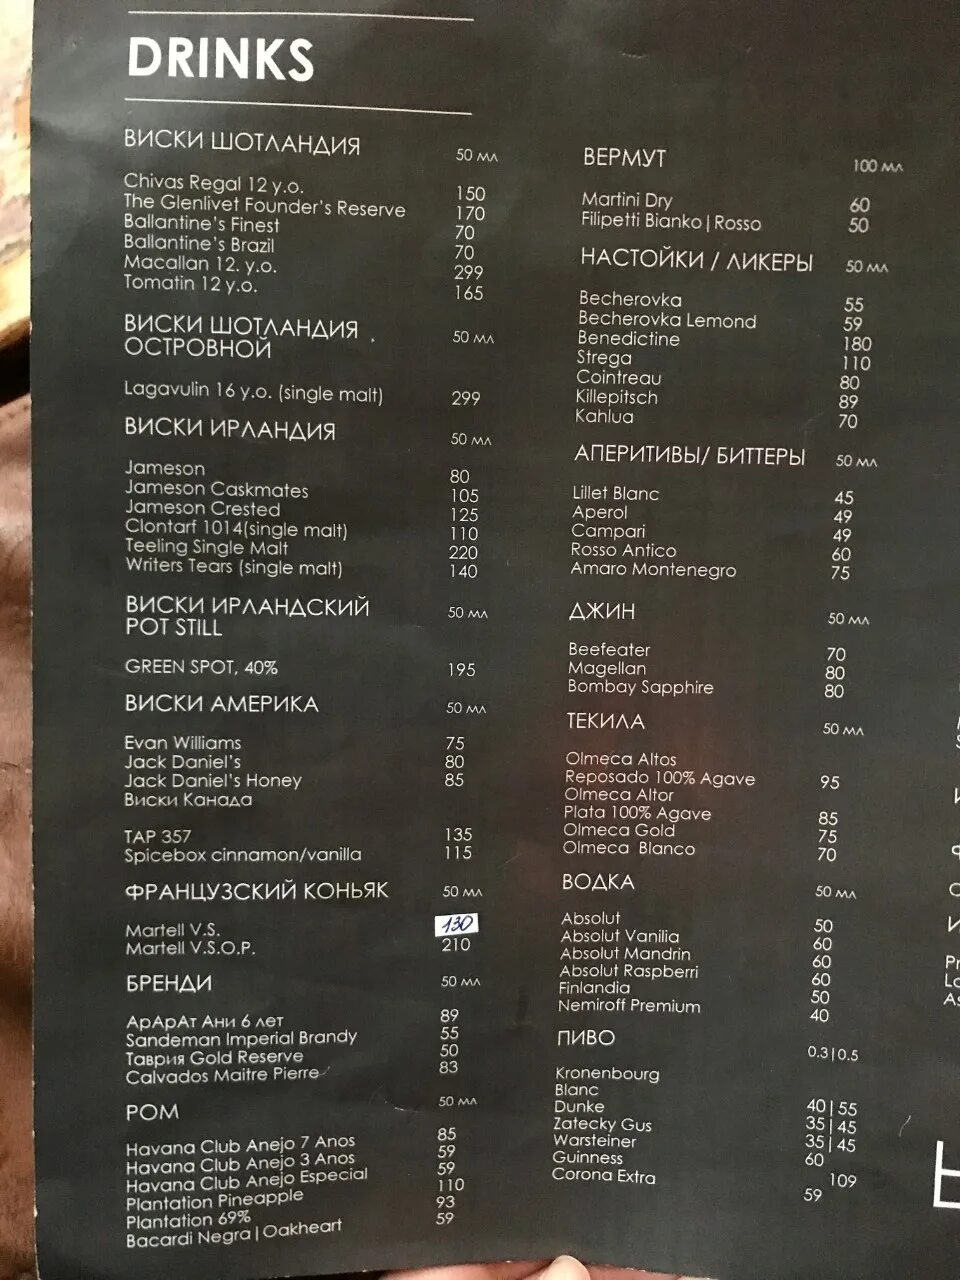 DRINKS
ВИСКИ ШОТЛАНДИЯ 50 мл
Chivas Regal 12 y.o. 150
The Glenlivet Founder's Reserve 170
Ballantine's Finest 70
Ballantine's Brazil 70
Macallan 12. y.o. 299
Tomatin 12 y.o. 165
ВИСКИ ШОТЛАНДИЯ
ОСТРОВНОЙ 50 мл
Lagavulin 16 y.o. (single malt) 299
ВИСКИ ИРЛАНДИЯ 50 мл
Jameson 80
Jameson Caskmates 105
Jameson Crested 125
Clontarf 1014(single malt) 110
Teeling Single Malt 220
Writers Tears (single malt) 140
ВИСКИ ИРЛАНДСКИЙ 50 мл
POT STILL
GREEN SPOT, 40% 195
ВИСКИ АМЕРИКА 50 мл
Evan Williams 75
Jack Daniel's 80
Jack Daniel's Honey 85
Виски Канада
TAP 357 135
Spicebox cinnamon/vanilla 115
ФРАНЦУЗСКИЙ КОНЬЯК 50 мл
Martell V.S. 130
Martell V.S.O.P. 210
БРЕНДИ 50 мл
АрАрАт Ани 6 лет 89
Sandeman Imperial Brandy 55
Таврия Gold Reserve 50
Calvados Maitre Pierre 83
РОМ 50 мл
Havana Club Anejo 7 Anos 85
Havana Club Anejo 3 Anos 59
Havana Club Anejo Especial 59
Plantation Pineapple 110
Plantation 69% 93
Bacardi Negra|Oakheart 59
ВЕРМУТ 100 мл
Martini Dry 60
Filipetti Bianko|Rosso 50
НАСТОЙКИ / ЛИКЕРЫ 50 мл
Becherovka 55
Becherovka Lemond 59
Benedictine 180
Strega 110
Cointreau 80
Killepitsch 89
Kahlua 70
АПЕРИТИВЫ/ БИТТЕРЫ 50 мл
Lillet Blanc 45
Aperol 49
Campari 49
Rosso Antico 60
Amaro Montenegro 75
ДЖИН 50 мл
Beefeater 70
Magellan 80
Bombay Sapphire 80
ТЕКИЛА 50 мл
Olmeca Altos
Reposado 100% Agave 95
Olmeca Altor
Plata 100% Agave 85
Olmeca Gold 75
Olmeca Blanco 70
ВОДКА 50 мл
Absolut 50
Absolut Vanilia 60
Absolut Mandrin 60
Absolut Raspberri 60
Finlandia 50
Nemiroff Premium 40
ПИВО 0.3|0.5
Kronenbourg
Blanc 40|55
Dunke 35|45
Zatecky Gus 35|45
Warsteiner 60
Guinness 109
Corona Extra 59